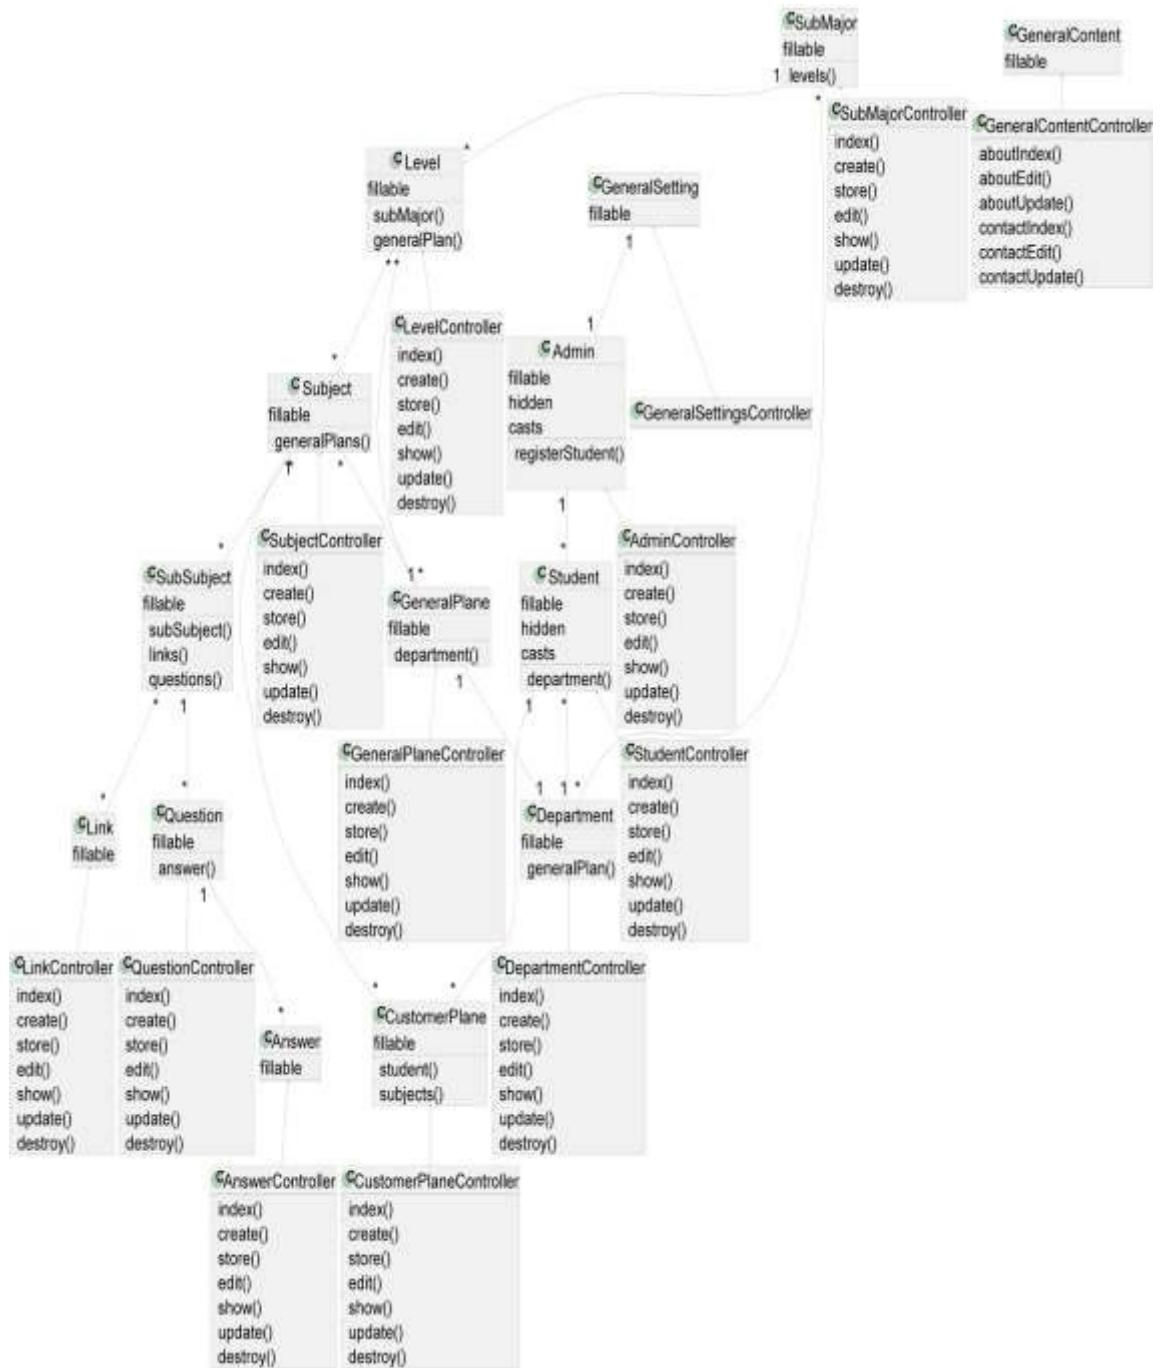 SubMajor
fillable
levels()
1
*
*
GeneralContent
fillable
SubMajorController
index()
create()
store()
edit()
show()
update()
destroy()
GeneralContentController
aboutIndex()
aboutEdit()
aboutUpdate()
contactIndex()
contactEdit()
contactUpdate()
*
Level
fillable
subMajor()
generalPlan()
**
GeneralSetting
fillable
1
1
LevelController
index()
create()
store()
edit()
show()
update()
destroy()
Admin
fillable
hidden
casts
registerStudent()
1
GeneralSettingsController
*
Subject
fillable
generalPlans()
*
SubjectController
index()
create()
store()
edit()
show()
update()
destroy()
*
SubSubject
fillable
subSubject()
links()
questions()
*
1
1 *
GeneralPlane
fillable
department()
1
*
Student
fillable
hidden
casts
department()
1
*
AdminController
index()
create()
store()
edit()
show()
update()
destroy()
GeneralPlaneController
index()
create()
store()
edit()
show()
update()
destroy()
StudentController
index()
create()
store()
edit()
show()
update()
destroy()
*
Link
fillable
*
Question
fillable
answer()
1
1
1
*
Department
fillable
generalPlan()
LinkController
index()
create()
store()
edit()
show()
update()
destroy()
QuestionController
index()
create()
store()
edit()
show()
update()
destroy()
*
Answer
fillable
*
*
CustomerPlane
fillable
student()
subjects()
DepartmentController
index()
create()
store()
edit()
show()
update()
destroy()
AnswerController
index()
create()
store()
edit()
show()
update()
destroy()
CustomerPlaneController
index()
create()
store()
edit()
show()
update()
destroy()